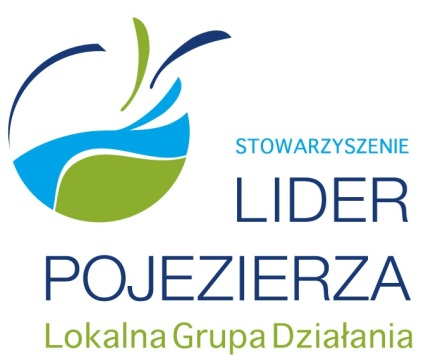 STOWARZYSZENIE
LIDER
POJEZIERZA
Lokalna Grupa Działania